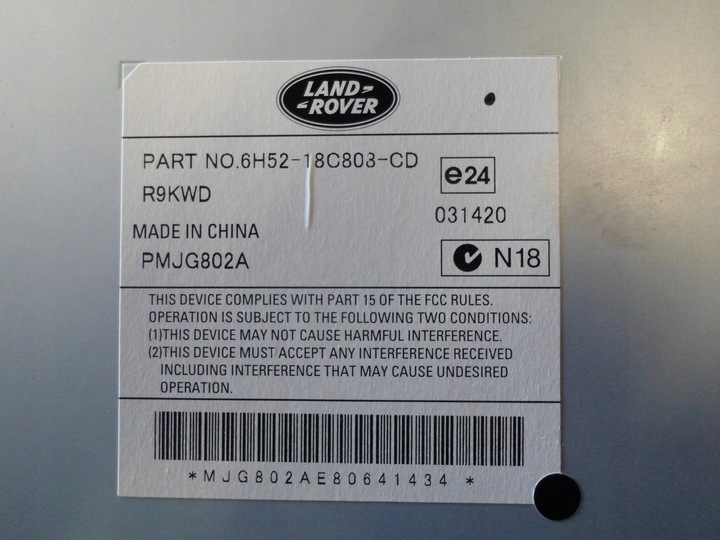 LAND-
-ROVER
PART NO.6H52-18C803-CD
R9KWD
e24
031420
MADE IN CHINA
PMJG802A
N18
THIS DEVICE COMPLIES WITH PART 15 OF THE FCC RULES.
OPERATION IS SUBJECT TO THE FOLLOWING TWO CONDITIONS:
(1)THIS DEVICE MAY NOT CAUSE HARMFUL INTERFERENCE.
(2)THIS DEVICE MUST ACCEPT ANY INTERFERENCE RECEIVED
INCLUDING INTERFERENCE THAT MAY CAUSE UNDESIRED
OPERATION.
*MJG802AE80641434 *